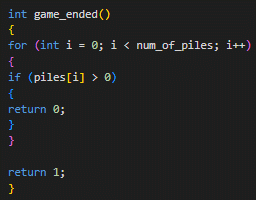 int game_ended()
{
for (int i = 0; i < num_of_piles; i++)
{
if (piles[i] > 0)
{
return 0;
}
}

return 1;
}